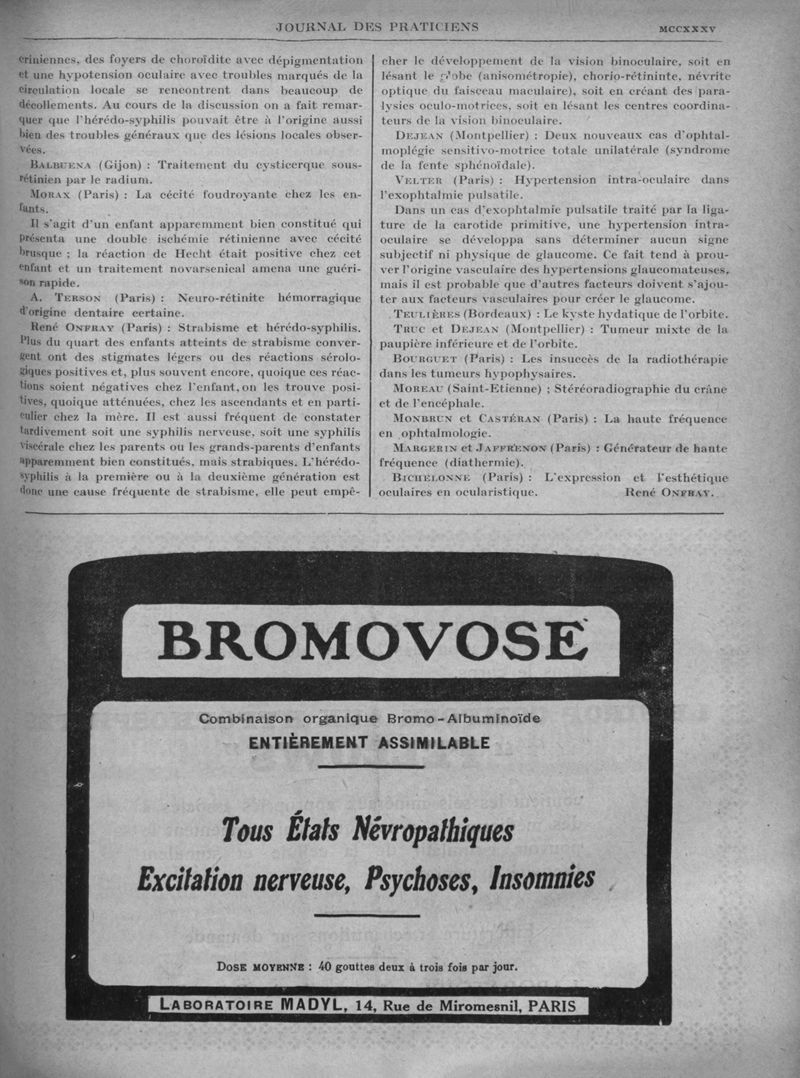 JOURNAL DES PRATICIENS
MCCXXXV
criniennes, des foyers de choroïdite avec dépigmentation
et une hypotension oculaire avec troubles marqués de la
circulation locale se rencontrent dans beaucoup de
décollements. Au cours de la discussion on a fait remar-
quer que l'hérédo-syphilis pouvait être à l'origine aussi
bien des troubles généraux que des lésions locales obser-
vées.
BALBUENA (Gijon) : Traitement du cysticerque sous-
rétinien par le radium.
MORAX (Paris) : La cécité foudroyante chez les en-
fants.
Il s'agit d'un enfant apparemment bien constitué qui
présenta une double ischémie rétinienne avec cécité
brusque ; la réaction de Hecht était positive chez cet
enfant et un traitement novarsenical amena une guéri-
son rapide.
A. TERSON (Paris) : Neuro-rétinite hémorragique
d'origine dentaire certaine.
René ONFRAY (Paris) : Strabisme et hérédo-syphilis.
Plus du quart des enfants atteints de strabisme conver-
gent ont des stigmates légers ou des réactions sérolo-
giques positives et, plus souvent encore, quoique ces réac-
tions soient négatives chez l'enfant, on les trouve posi-
tives, quoique atténuées, chez les ascendants et en parti-
culier chez la mère. Il est aussi fréquent de constater
tardivement soit une syphilis nerveuse, soit une syphilis
viscérale chez les parents ou les grands-parents d'enfants
apparemment bien constitués, mais strabiques. L'hérédo-
syphilis à la première ou à la deuxième génération est
donc une cause fréquente de strabisme, elle peut empê-
cher le développement de la vision binoculaire, soit en
lésant le globe (anisométropie), chorio-rétininte, névrite
optique du faisceau maculaire), soit en créant des para-
lysies oculo-motrices, soit en lésant les centres coordina-
teurs de la vision binoculaire.
DEJEAN (Montpellier) : Deux nouveaux cas d'ophtal-
moplégie sensitivo-motrice totale unilatérale (syndrome
de la fente sphénoïdale).
VELTER (Paris) : Hypertension intra-oculaire dans
l'exophtalmie pulsatile.
Dans un cas d'exophtalmie pulsatile traité par la liga-
ture de la carotide primitive, une hypertension intra-
oculaire se développa sans déterminer aucun signe
subjectif ni physique de glaucome. Ce fait tend à prou-
ver l'origine vasculaire des hypertensions glaucomateuses,
mais il est probable que d'autres facteurs doivent s'ajou-
ter aux facteurs vasculaires pour créer le glaucome.
TEULIÈRES (Bordeaux) : Le kyste hydatique de l'orbite.
TRUC et DEJEAN (Montpellier) : Tumeur mixte de la
paupière inférieure et de l'orbite.
BOURGUET (Paris) : Les insuccès de la radiothérapie
dans les tumeurs hypophysaires.
MOREAU (Saint-Etienne) ; Stéréoradiographie du crâne
et de l'encéphale.
MONBRUN et CASTÉRAN (Paris) : La haute fréquence
en ophtalmologie.
MARGERIN et JAFFRENON (Paris) : Générateur de haute
fréquence (diathermie).
BICHELONNE (Paris) : L'expression et l'esthétique
oculaires en ocularistique. René ONFRAY.
BROMOVOSE
Combinaison organique Bromo-Albuminoïde
ENTIÈREMENT ASSIMILABLE
Tous États Névropathiques
Excitation nerveuse, Psychoses, Insomnies
DOSE MOYENNE : 40 gouttes deux à trois fois par jour.
LABORATOIRE MADYL, 14, Rue de Miromesnil, PARIS